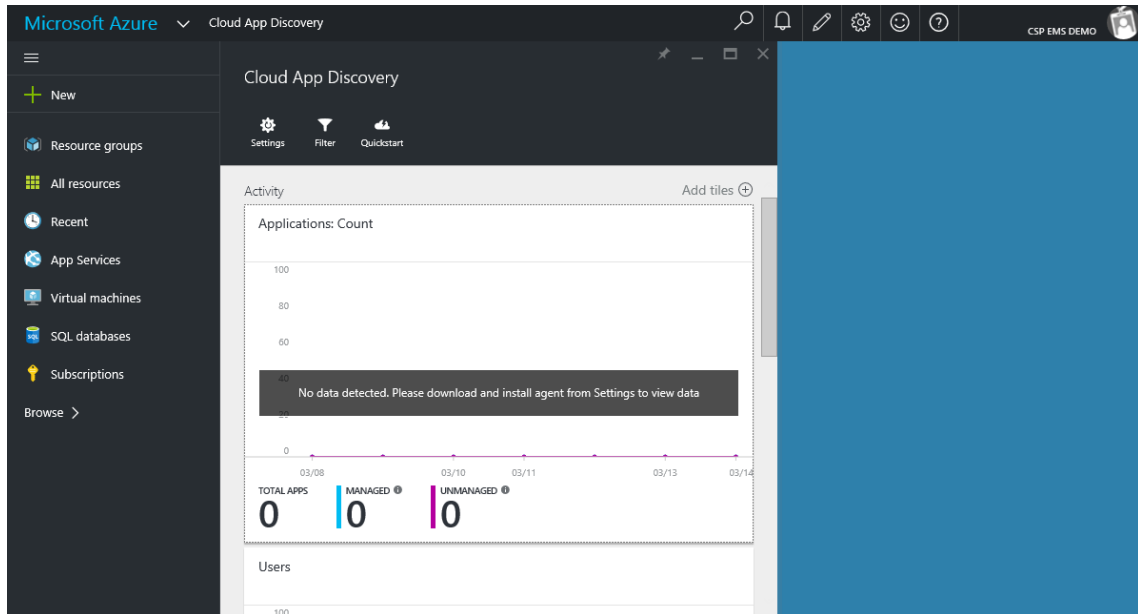 Microsoft Azure Cloud App Discovery CSP EMS DEMO
Cloud App Discovery
New
Settings Filter Quickstart
Resource groups
All resources
Recent
App Services
Virtual machines
SQL
SQL databases
Subscriptions
Browse
Activity Add tiles
Applications: Count
100
80
60
40
No data detected. Please download and install agent from Settings to view data
20
0
03/08 03/10 03/11 03/13 03/14
TOTAL APPS MANAGED UNMANAGED
0 0 0
Users
100